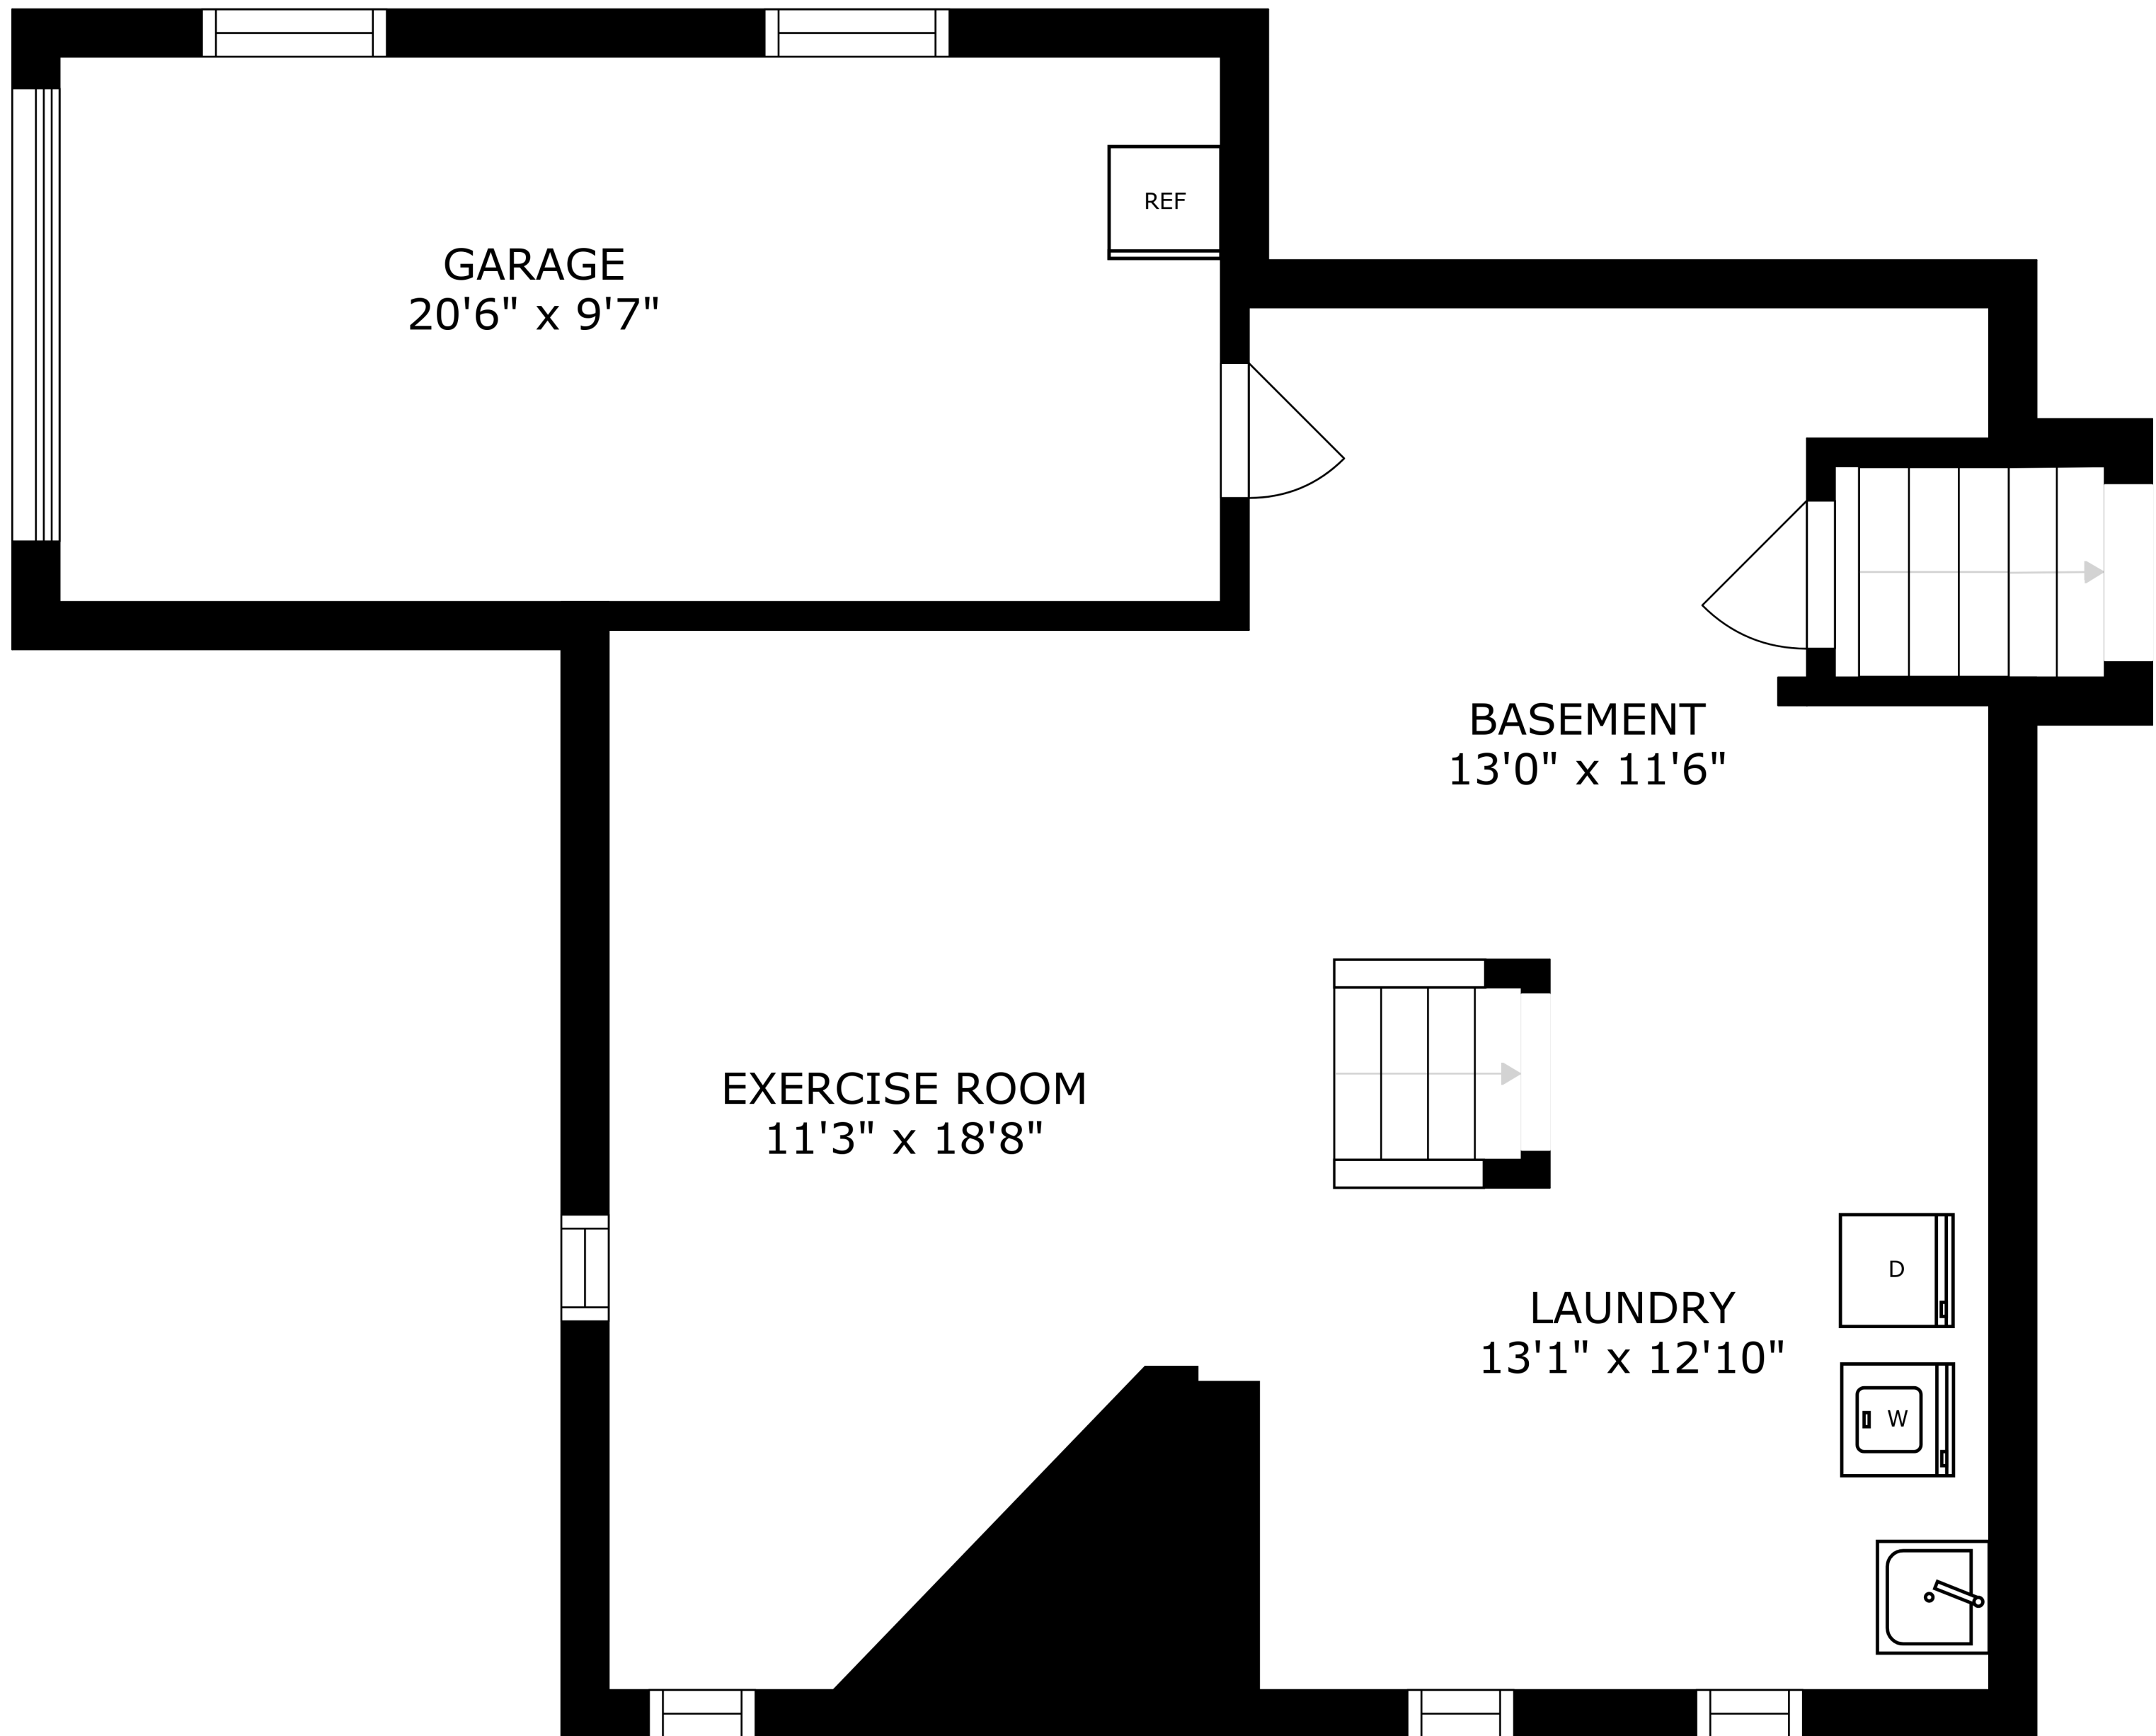 REF
GARAGE
20'6" x 9'7"
BASEMENT
13'0" x 11'6"
EXERCISE ROOM
11'3" x 18'8"
D
LAUNDRY
13'1" x 12'10"
W